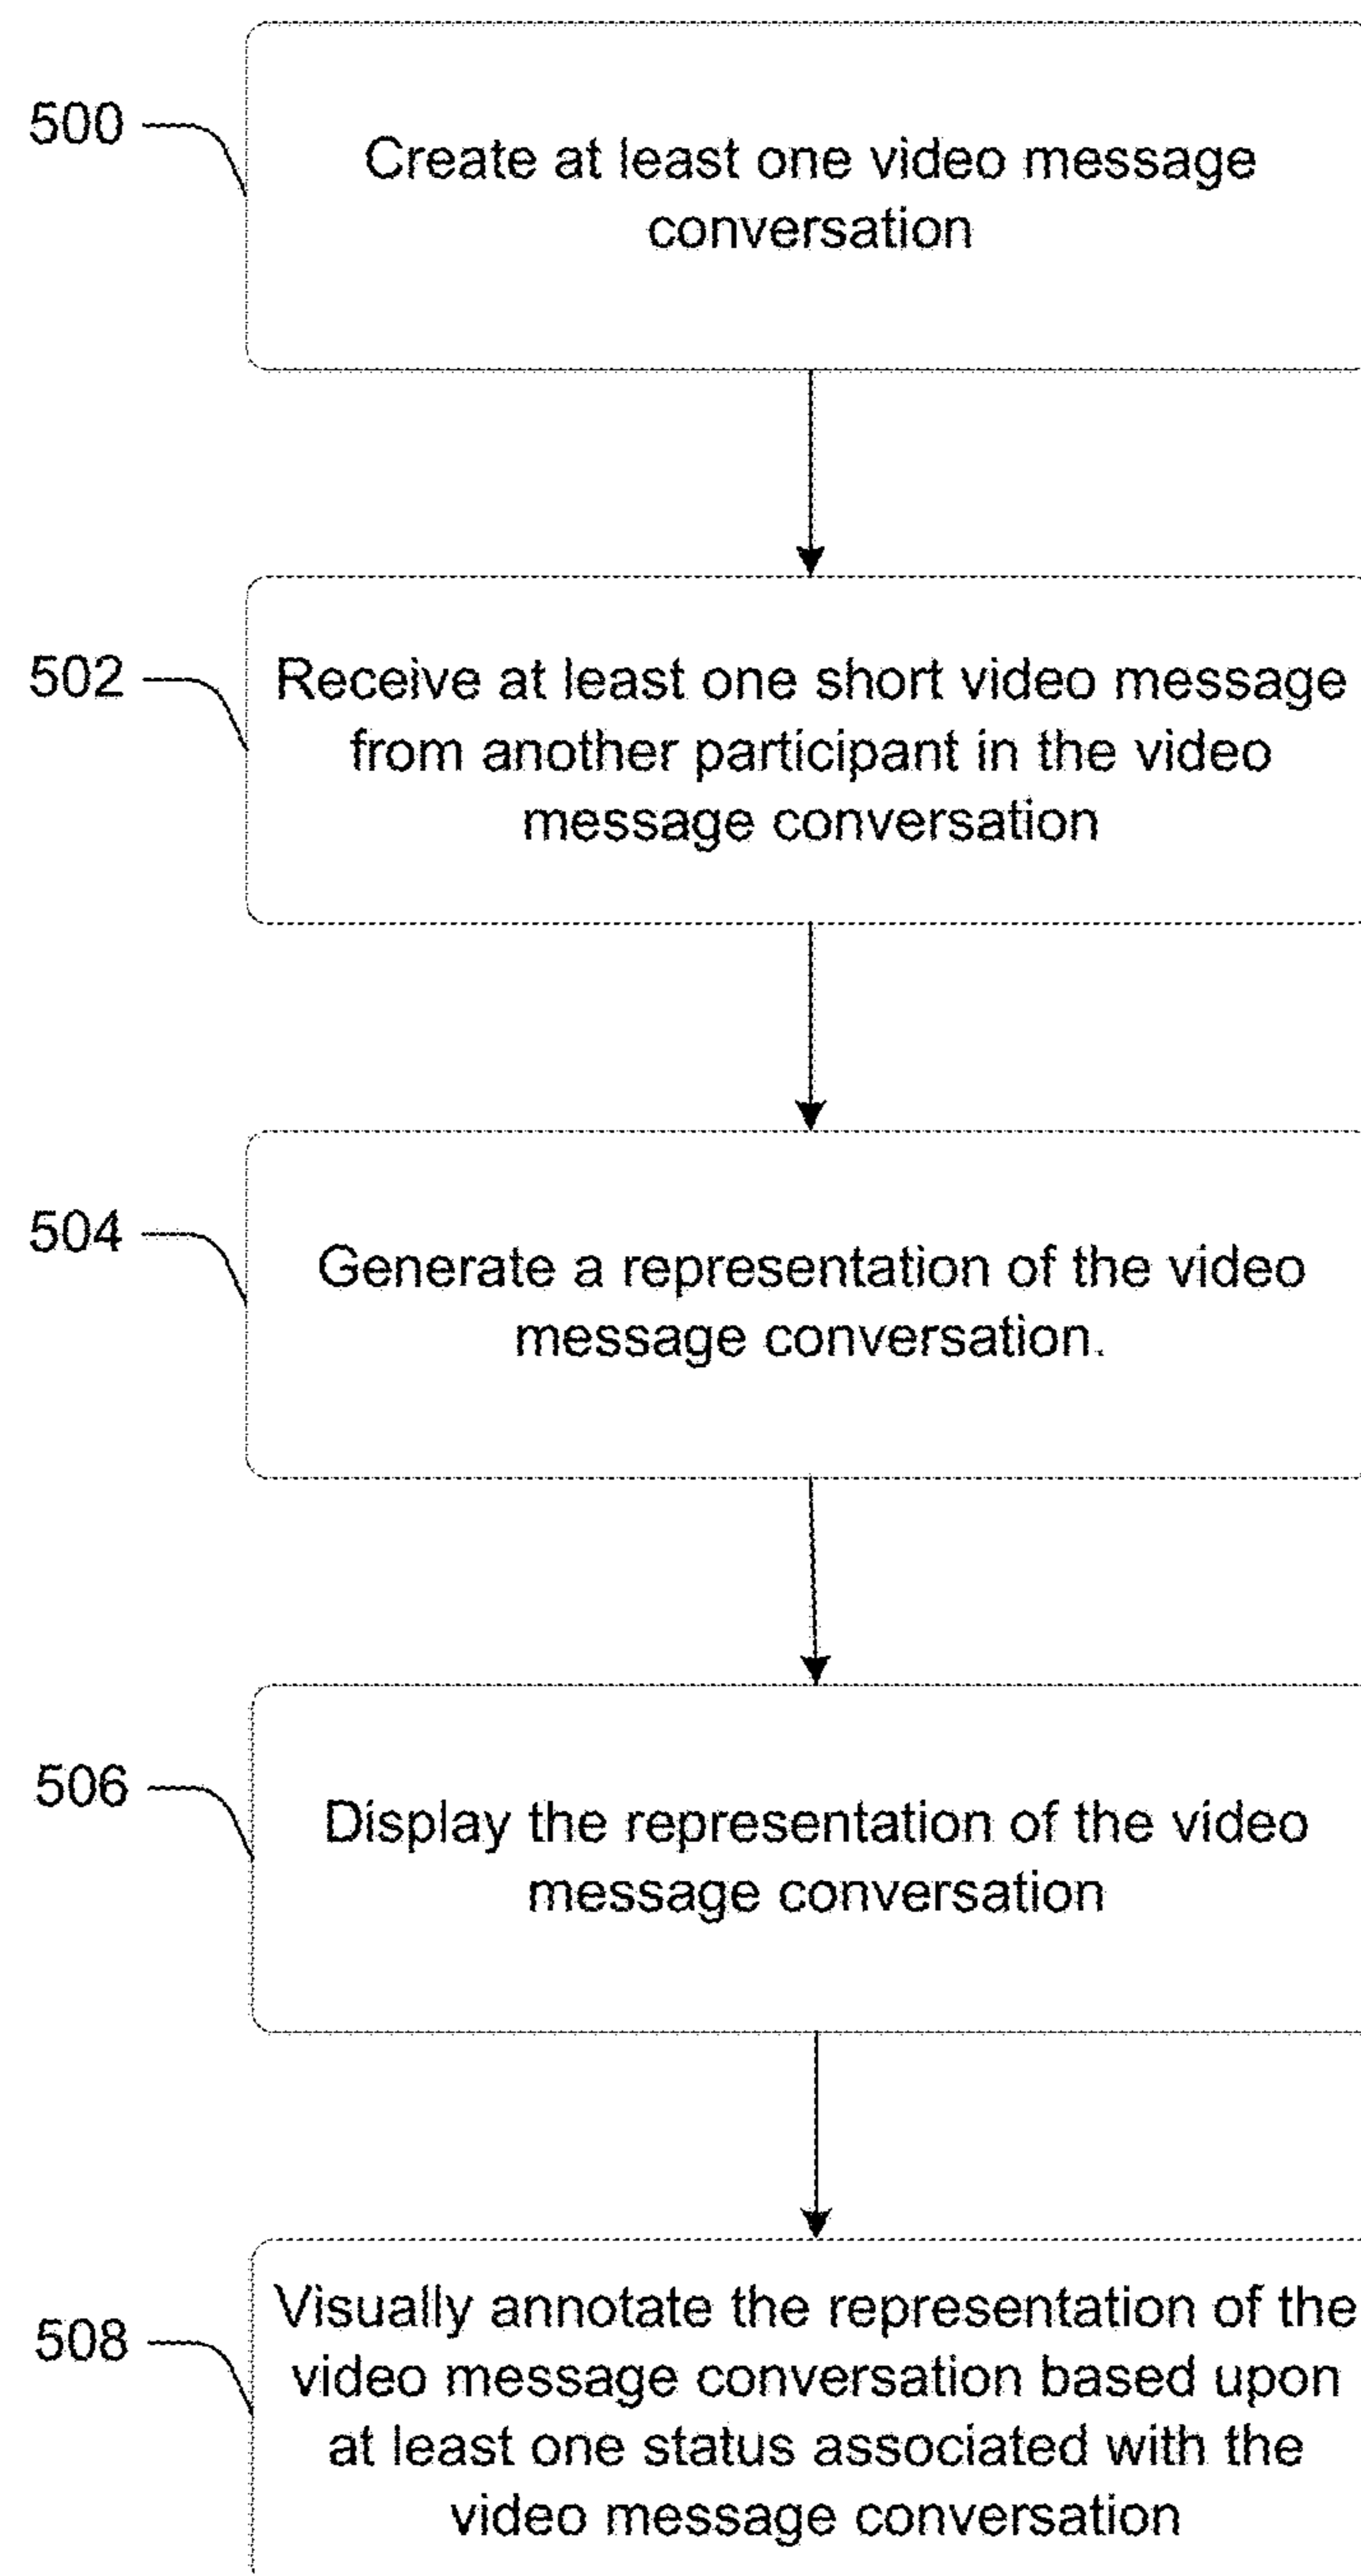 500
Create at least one video message
conversation
502
Receive at least one short video message
from another participant in the video
message conversation
504
Generate a representation of the video
message conversation.
506
Display the representation of the video
message conversation
508
Visually annotate the representation of the
video message conversation based upon
at least one status associated with the
video message conversation